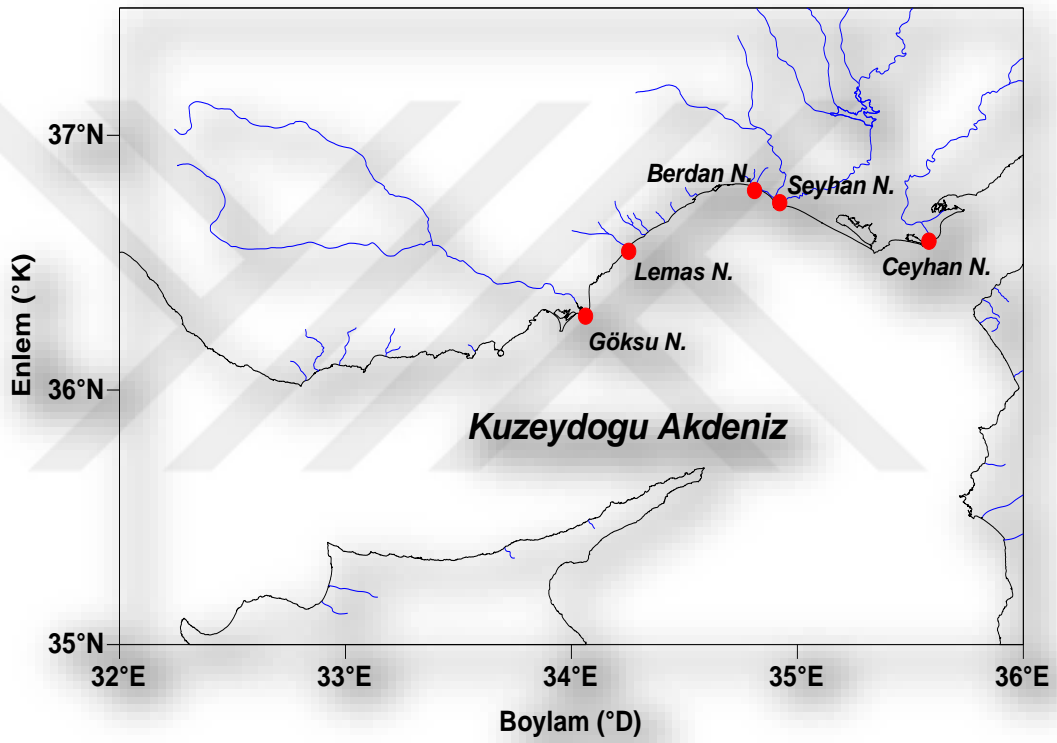 37°N
Berdan N.
Seyhan N.
Ceyhan N.
Lemas N.
Göksu N.
Enlem (°K)
36°N
Kuzeydogu Akdeniz
35°N
32°E
33°E
34°E
35°E
36°E
Boylam (°D)